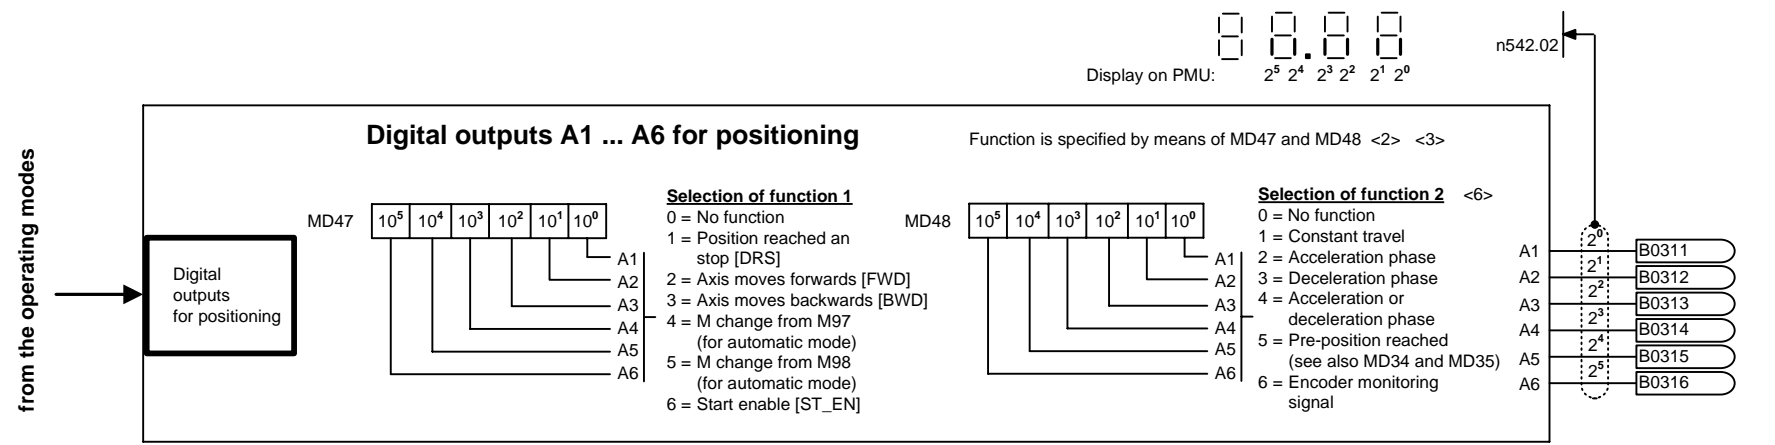 n542.02
Display on PMU: 2⁵ 2⁴ 2³ 2² 2¹ 2⁰
from the operating modes
Digital outputs A1 ... A6 for positioning
Function is specified by means of MD47 and MD48 <2> <3>
Digital
outputs
for positioning
MD47 10⁵ 10⁴ 10³ 10² 10¹ 10⁰
A1
A2
A3
A4
A5
A6
Selection of function 1
0 = No function
1 = Position reached an
stop [DRS]
2 = Axis moves forwards [FWD]
3 = Axis moves backwards [BWD]
4 = M change from M97
(for automatic mode)
5 = M change from M98
(for automatic mode)
6 = Start enable [ST_EN]
MD48 10⁵ 10⁴ 10³ 10² 10¹ 10⁰
A1
A2
A3
A4
A5
A6
Selection of function 2 <6>
0 = No function
1 = Constant travel
2 = Acceleration phase
3 = Deceleration phase
4 = Acceleration or
deceleration phase
5 = Pre-position reached
(see also MD34 and MD35)
6 = Encoder monitoring
signal
A1 2⁰ B0311
A2 2¹ B0312
A3 2² B0313
A4 2³ B0314
A5 2⁴ B0315
A6 2⁵ B0316